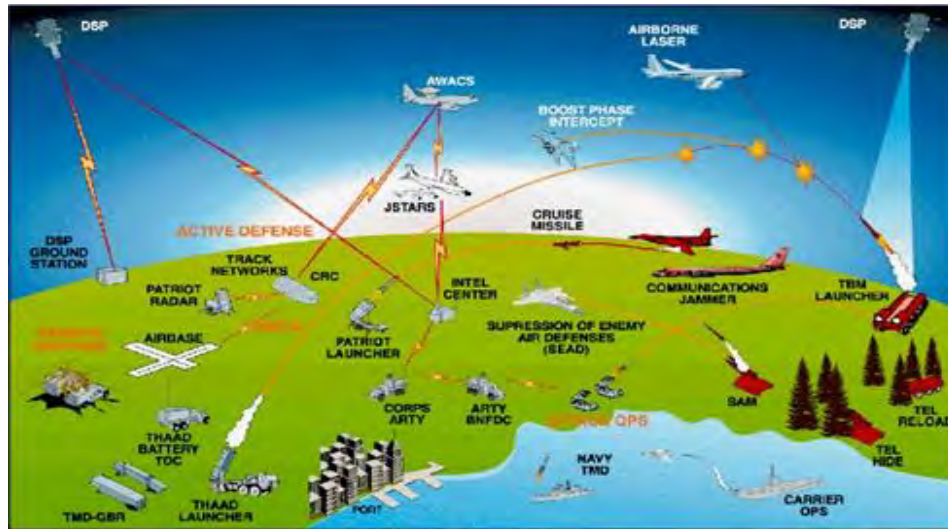 DSP
DSP
AIRBORNE
LASER
AWACS
BOOST PHASE
INTERCEPT
JSTARS
CRUISE
MISSILE
ACTIVE DEFENSE
DSP
GROUND
STATION
TRACK
NETWORKS
CRC
PATRIOT
RADAR
INTEL
CENTER
COMMUNICATIONS
JAMMER
TBM
LAUNCHER
AIRBASE
PATRIOT
LAUNCHER
SUPRESSION OF ENEMY
AIR DEFENSES
(SEAD)
SAM
TEL
RELOAD
CORPS
ARTY
ARTY
BNFDC
OPS
THAAD
BATTERY
TOC
TEL
HIDE
NAVY
TMD
TMD-GBR
THAAD
LAUNCHER
PORT
CARRIER
OPS